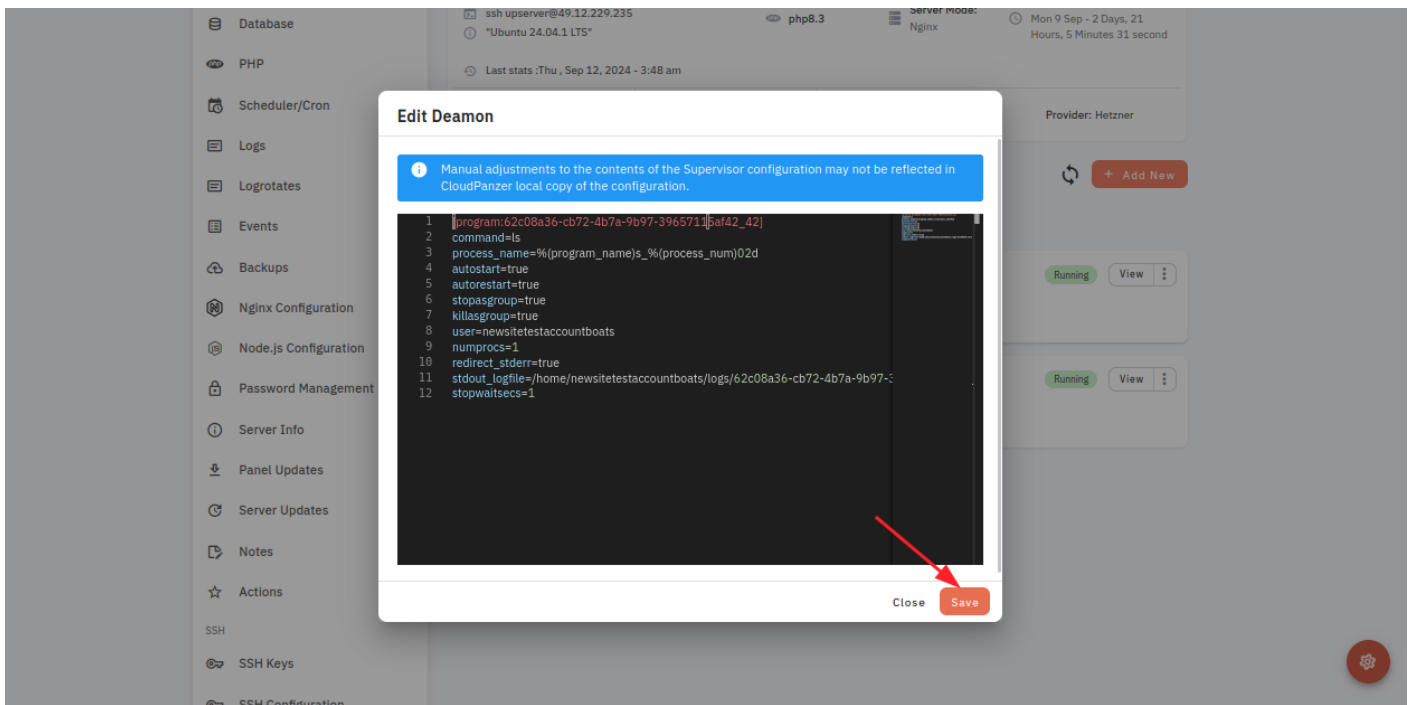 Database
PHP
Scheduler/Cron
Logs
Logrotates
Events
Backups
Nginx Configuration
Node.js Configuration
Password Management
Server Info
Panel Updates
Server Updates
Notes
Actions
SSH
SSH Keys
SSH Configuration
ssh upserver@49.12.229.235
"Ubuntu 24.04.1 LTS"
Last stats :Thu , Sep 12, 2024 - 3:48 am
php8.3
Server Mode:
Nginx
Mon 9 Sep - 2 Days, 21
Hours, 5 Minutes 31 second
Provider: Hetzner
+ Add New
Running View
Running View
Edit Deamon
Manual adjustments to the contents of the Supervisor configuration may not be reflected in
CloudPanzer local copy of the configuration.
1 [program:62c08a36-cb72-4b7a-9b97-39657115af42_42]
2 command=ls
3 process_name=%(program_name)s_%(process_num)02d
4 autostart=true
5 autorestart=true
6 stopasgroup=true
7 killasgroup=true
8 user=newsitetestaccountboats
9 numprocs=1
10 redirect_stderr=true
11 stdout_logfile=/home/newsitetestaccountboats/logs/62c08a36-cb72-4b7a-9b97-3
12 stopwaitsecs=1
Close Save